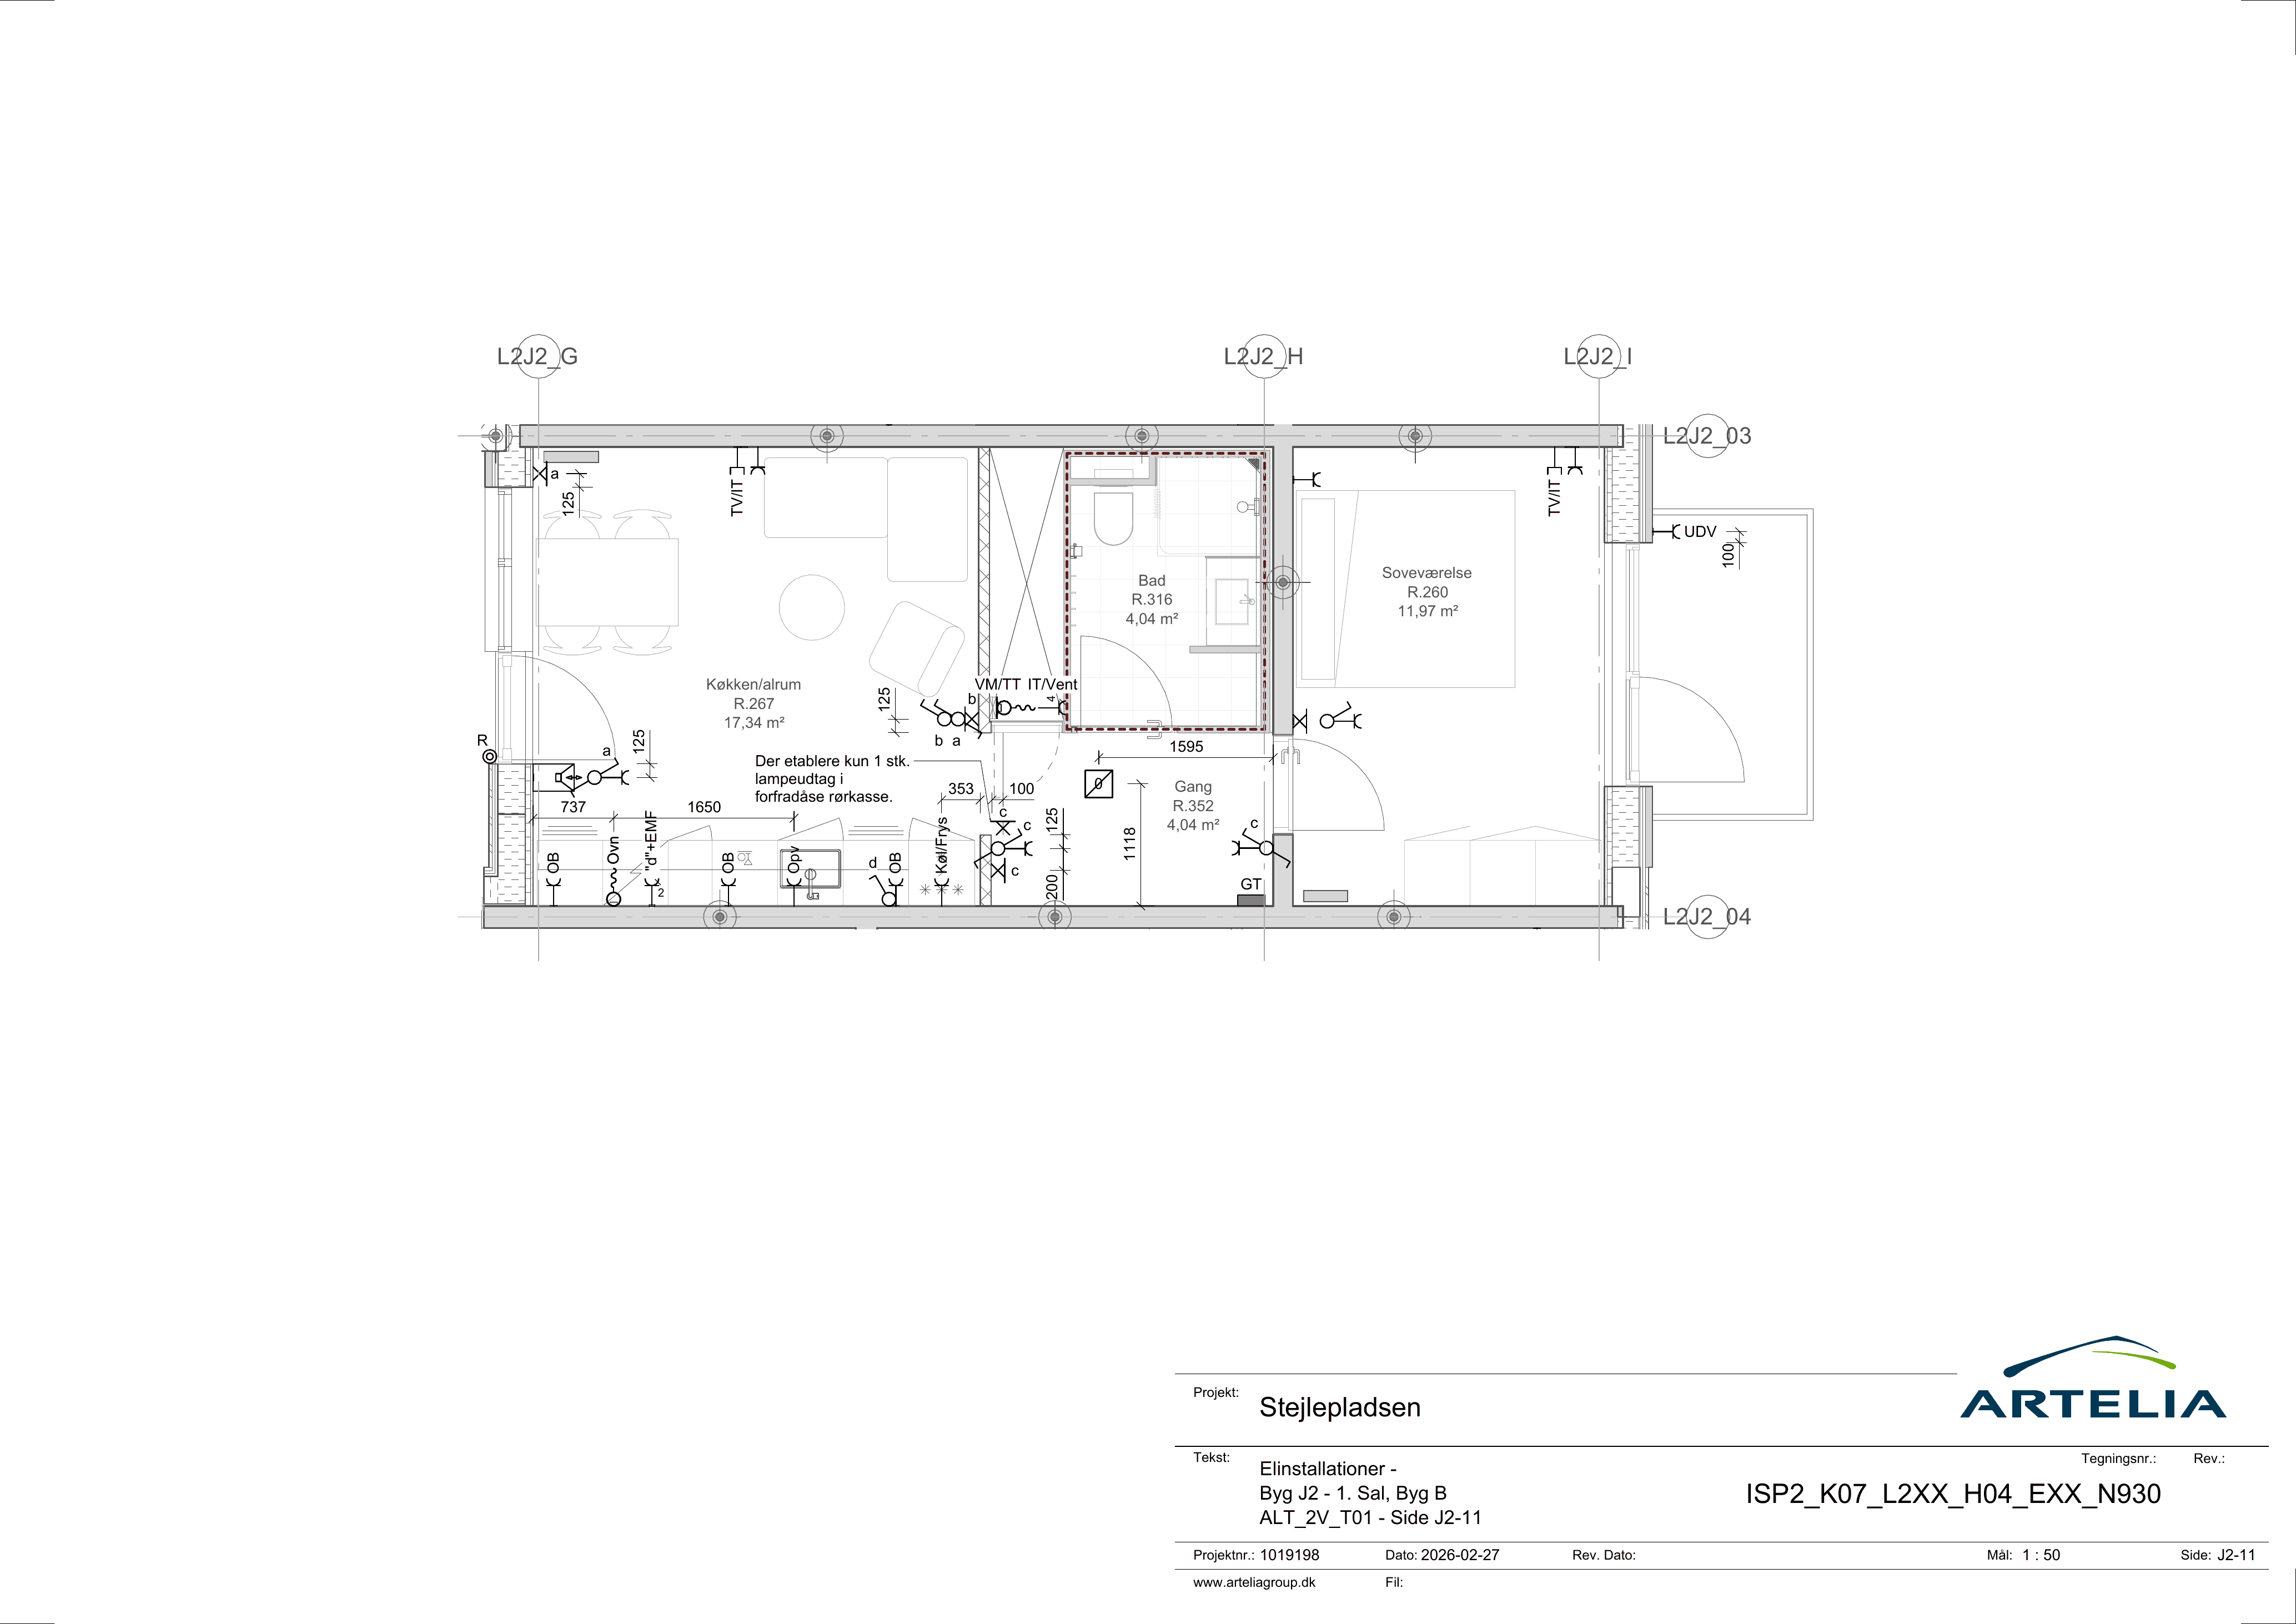 L2J2_G
L2J2_H
L2J2_I
L2J2_03
a
125
TV/IT
TV/IT
UDV
100
Bad
R.316
4,04 m²
Soveværelse
R.260
11,97 m²
Køkken/alrum
R.267
17,34 m²
125
VM/TT
IT/Vent
b
4
b
a
R
a
125
1595
Der etablere kun 1 stk.
lampeudtag i
forfradåse rørkasse.
0
Gang
R.352
4,04 m²
353
100
737
1650
c
c
c
125
200
1118
c
OB
Ovn
"d"+EMF
2
OB
Opv
d
OB
Køl/Frys
GT
L2J2_04
ARTELIA
Projekt:
Stejlepladsen
Tekst:
Elinstallationer -
Byg J2 - 1. Sal, Byg B
ALT_2V_T01 - Side J2-11
Tegningsnr.:
Rev.:
ISP2_K07_L2XX_H04_EXX_N930
Projektnr.: 1019198
Dato: 2026-02-27
Rev. Dato:
Mål: 1 : 50
Side: J2-11
www.arteliagroup.dk
Fil: